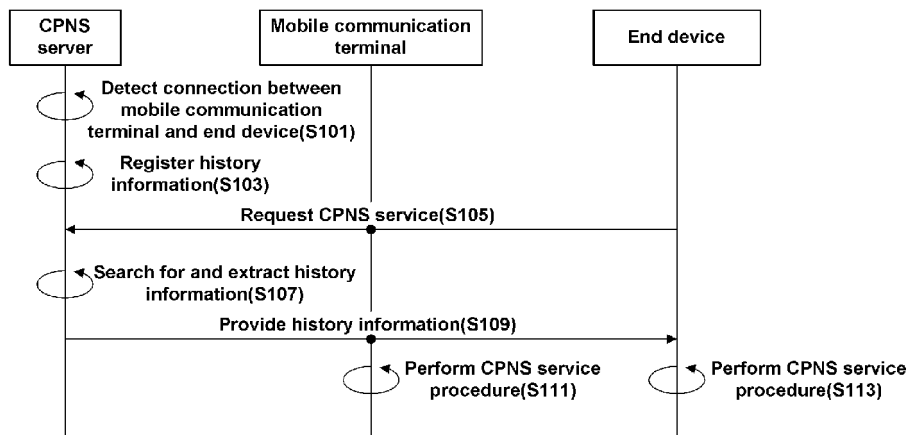 CPNS
server
Mobile communication
terminal
End device
Detect connection between
mobile communication
terminal and end device(S101)
Register history
information(S103)
Request CPNS service(S105)
Search for and extract history
information(S107)
Provide history information(S109)
Perform CPNS service
procedure(S111)
Perform CPNS service
procedure(S113)